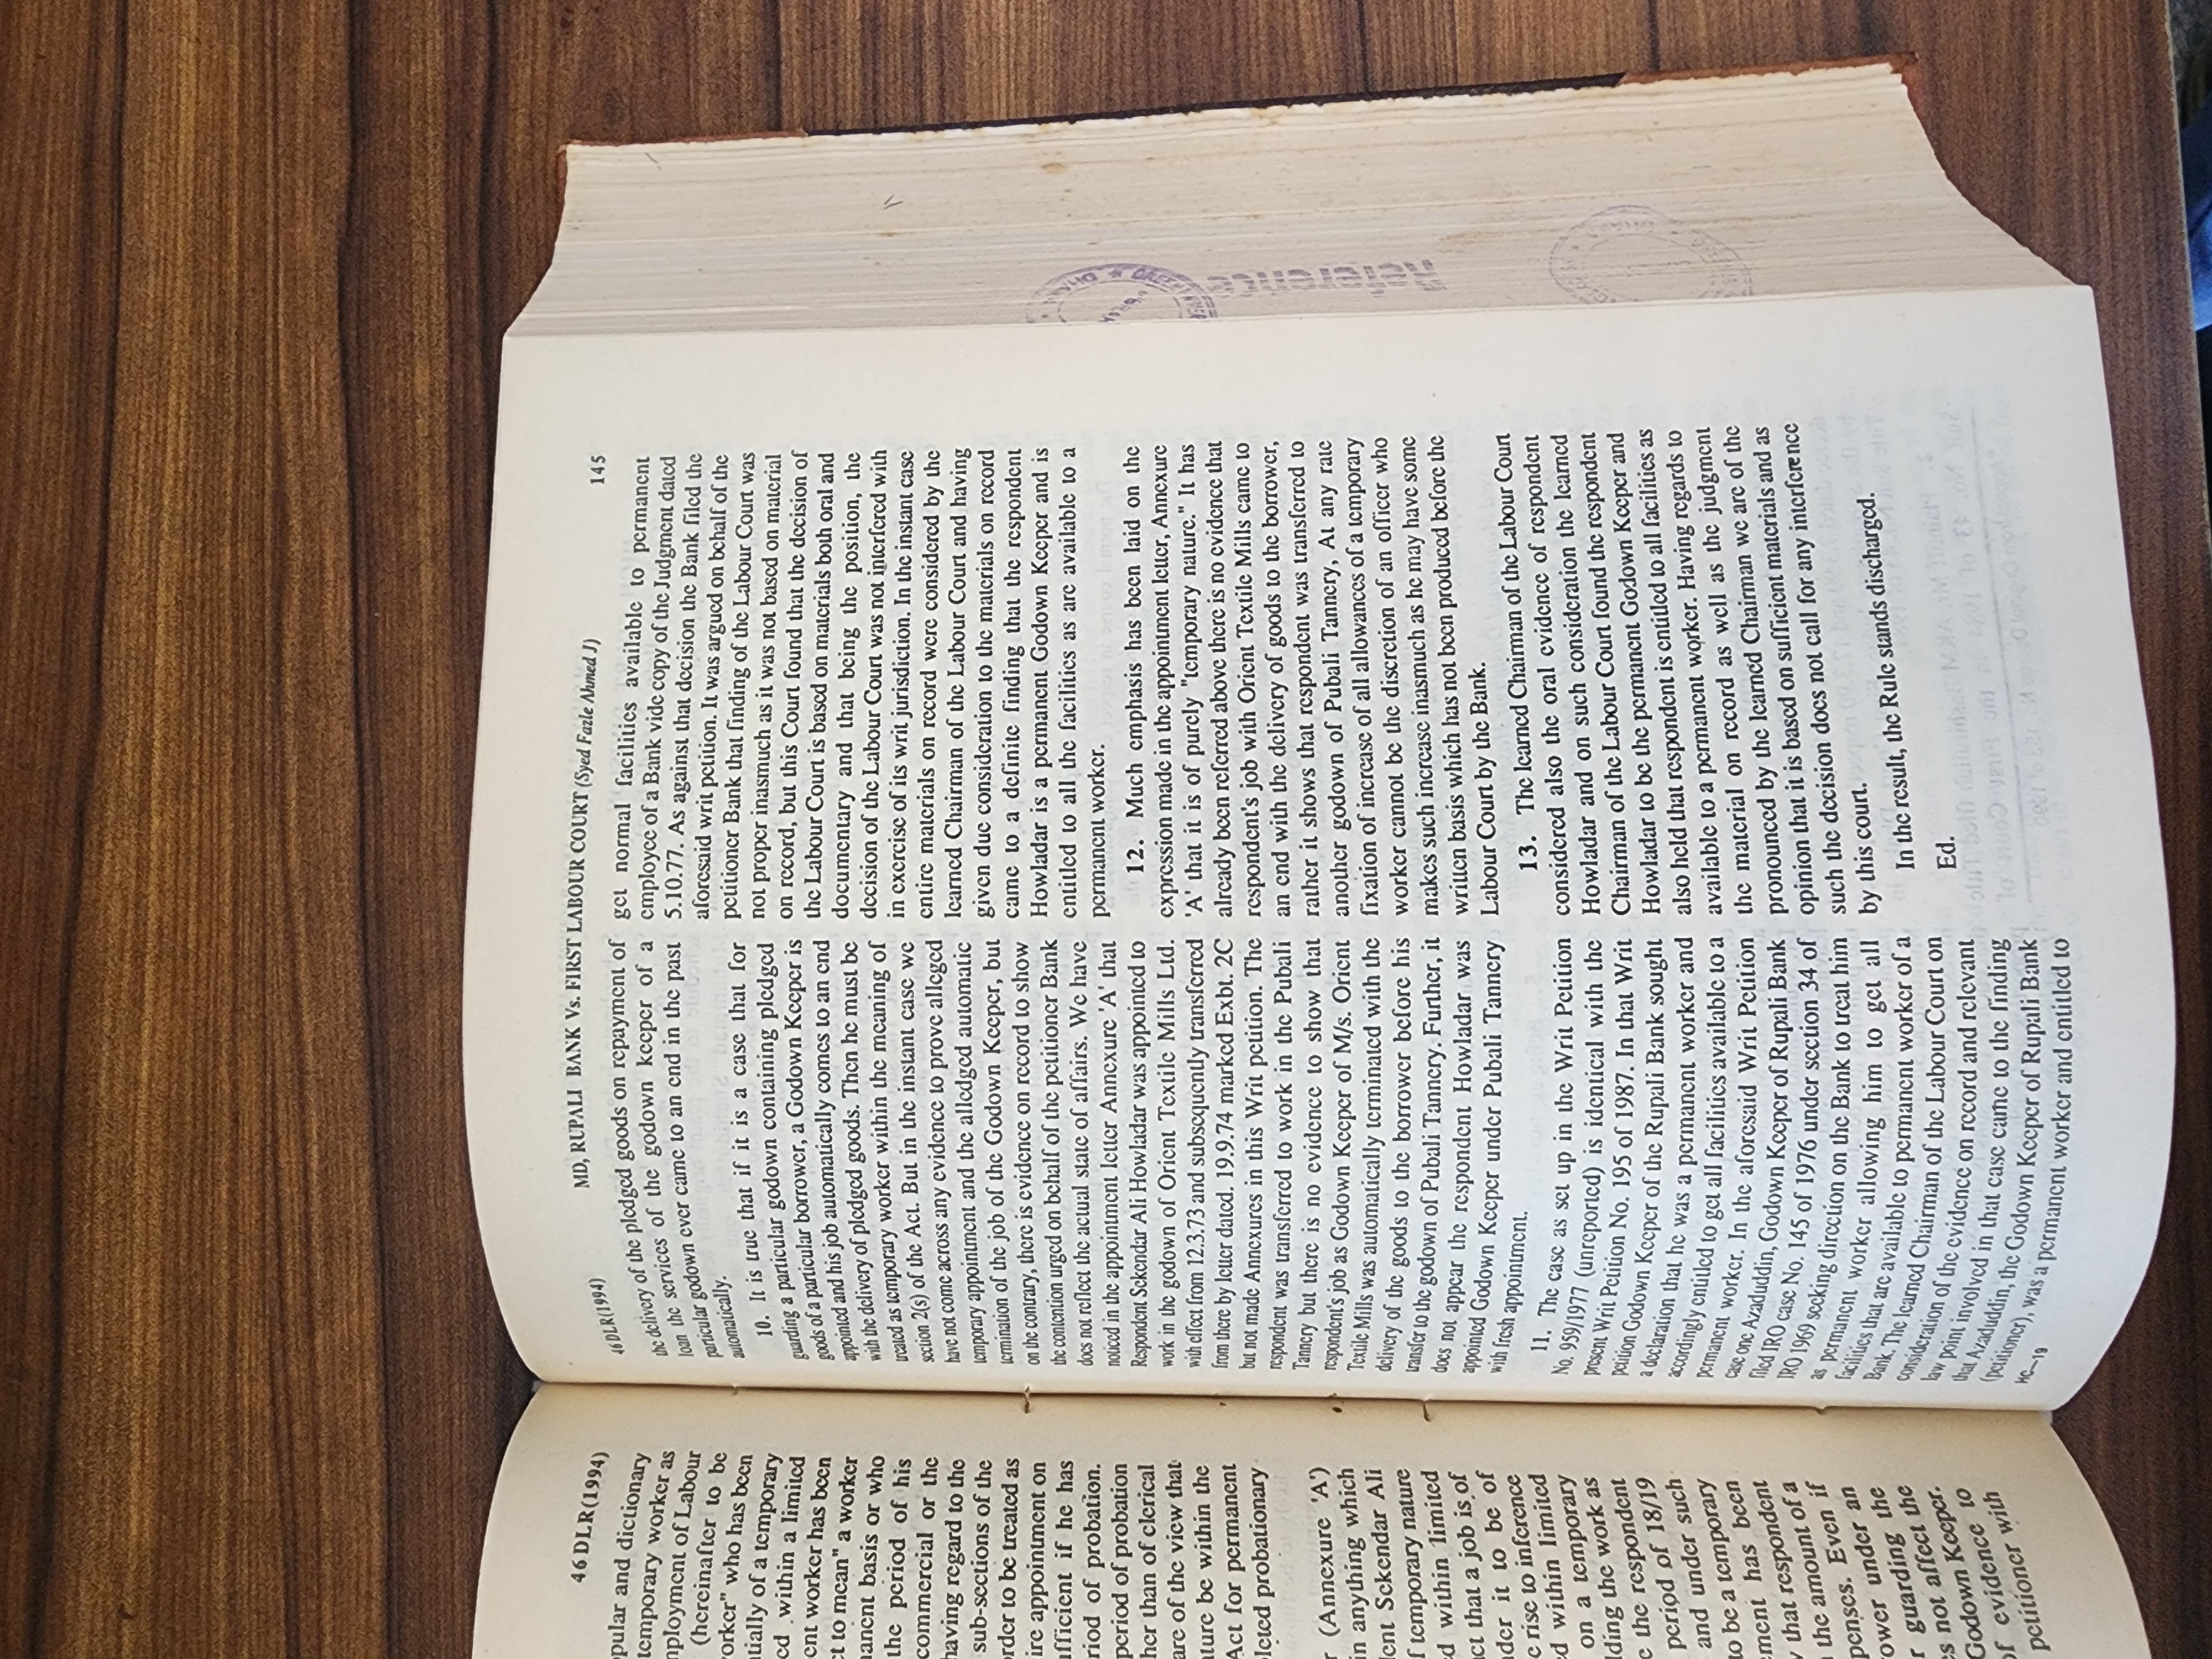 46 DLR (1994)
pular and dictionary
temporary worker as
ployment of Labour
(hereinafter to be
orker" who has been
ually of a temporary
ed within a limited
ent worker has been
ct to mean" a worker
anent basis or who
the period of his
commercial or the
having regard to the
sub-sections of the
order to be treated as
ire appointment on
fficient if he has
riod of probation.
period of probation
her than of clerical
are of the view that
ature be within the
Act for permanent
leted probationary
r (Annexure 'A')
in anything which
ent Sekendar Ali
f temporary nature
d within limited
ct that a job is of
der it to be of
e rise to inference
ed within limited
on a temporary
lding the work as
e the respondent
period of 18/19
and under such
to be a temporary
ement has been
y that respondent
the amount of a
penses. Even if
ower under an
r guarding the
s not affect the
Godown Keeper.
of evidence to
petitioner with
46 DLR (1994)
MD, RUPALI BANK Vs. FIRST LABOUR COURT (Syed Fazle Ahmed J)
145
the delivery of the pledged goods on repayment of
loan the services of the godown keeper of a
particular godown ever came to an end in the past
automatically.
10. It is true that if it is a case that for
guarding a particular godown containing pledged
goods of a particular borrower, a Godown Keeper is
appointed and his job automatically comes to an end
with the delivery of pledged goods. Then he must be
treated as temporary worker within the meaning of
section 2(s) of the Act. But in the instant case we
have not come across any evidence to prove alleged
temporary appointment and the alledged automatic
termination of the job of the Godown Keeper, but
on the contrary, there is evidence on record to show
the contention urged on behalf of the petitioner Bank
does not reflect the actual state of affairs. We have
noticed in the appointment letter Annexure 'A' that
Respondent Sekendar Ali Howladar was appointed to
work in the godown of Orient Textile Mills Ltd.
with effect from 12.3.73 and subsequently transferred
from there by letter dated. 19.9.74 marked Exbt. 2C
but not made Annexures in this Writ petition. The
respondent was transferred to work in the Pubali
Tannery but there is no evidence to show that
respondent's job as Godown Keeper of M/s. Orient
Textile Mills was automatically terminated with the
delivery of the goods to the borrower before his
transfer to the godown of Pubali Tannery. Further, it
does not appear the respondent Howladar was
appointed Godown Keeper under Pubali Tannery
with fresh appointment.
11. The case as set up in the Writ Petition
No. 959/1977 (unreported) is identical with the
present Writ Petition No. 195 of 1987. In that Writ
petition Godown Keeper of the Rupali Bank sought
a declaration that he was a permanent worker and
accordingly entitled to get all facilities available to a
permanent worker. In the aforesaid Writ Petition
case one Azaduddin, Godown Keeper of Rupali Bank
filed IRO case No. 145 of 1976 under section 34 of
IRO 1969 seeking direction on the Bank to treat him
as permanent worker allowing him to get all
facilities that are available to permanent worker of a
Bank. The learned Chairman of the Labour Court on
consideration of the evidence on record and relevant
law point involved in that case came to the finding
that Azaduddin, the Godown Keeper of Rupali Bank
(petitioner), was a permanent worker and entitled to
HC—19
get normal facilities available to permanent
employee of a Bank vide copy of the Judgment dated
5.10.77. As against that decision the Bank filed the
aforesaid writ petition. It was argued on behalf of the
petitioner Bank that finding of the Labour Court was
not proper inasmuch as it was not based on material
on record, but this Court found that the decision of
the Labour Court is based on materials both oral and
documentary and that being the position, the
decision of the Labour Court was not interfered with
in exercise of its writ jurisdiction. In the instant case
entire materials on record were considered by the
learned Chairman of the Labour Court and having
given due consideration to the materials on record
came to a definite finding that the respondent
Howladar is a permanent Godown Keeper and is
entitled to all the facilities as are available to a
permanent worker.
12. Much emphasis has been laid on the
expression made in the appointment letter, Annexure
'A' that it is of purely "temporary nature." It has
already been referred above there is no evidence that
respondent's job with Orient Textile Mills came to
an end with the delivery of goods to the borrower,
rather it shows that respondent was transferred to
another godown of Pubali Tannery, At any rate
fixation of increase of all allowances of a temporary
worker cannot be the discretion of an officer who
makes such increase inasmuch as he may have some
written basis which has not been produced before the
Labour Court by the Bank.
13. The learned Chairman of the Labour Court
considered also the oral evidence of respondent
Howladar and on such consideration the learned
Chairman of the Labour Court found the respondent
Howladar to be the permanent Godown Keeper and
also held that respondent is entitled to all facilities as
available to a permanent worker. Having regards to
the material on record as well as the judgment
pronounced by the learned Chairman we are of the
opinion that it is based on sufficient materials and as
such the decision does not call for any interference
by this court.
In the result, the Rule stands discharged.
Ed.